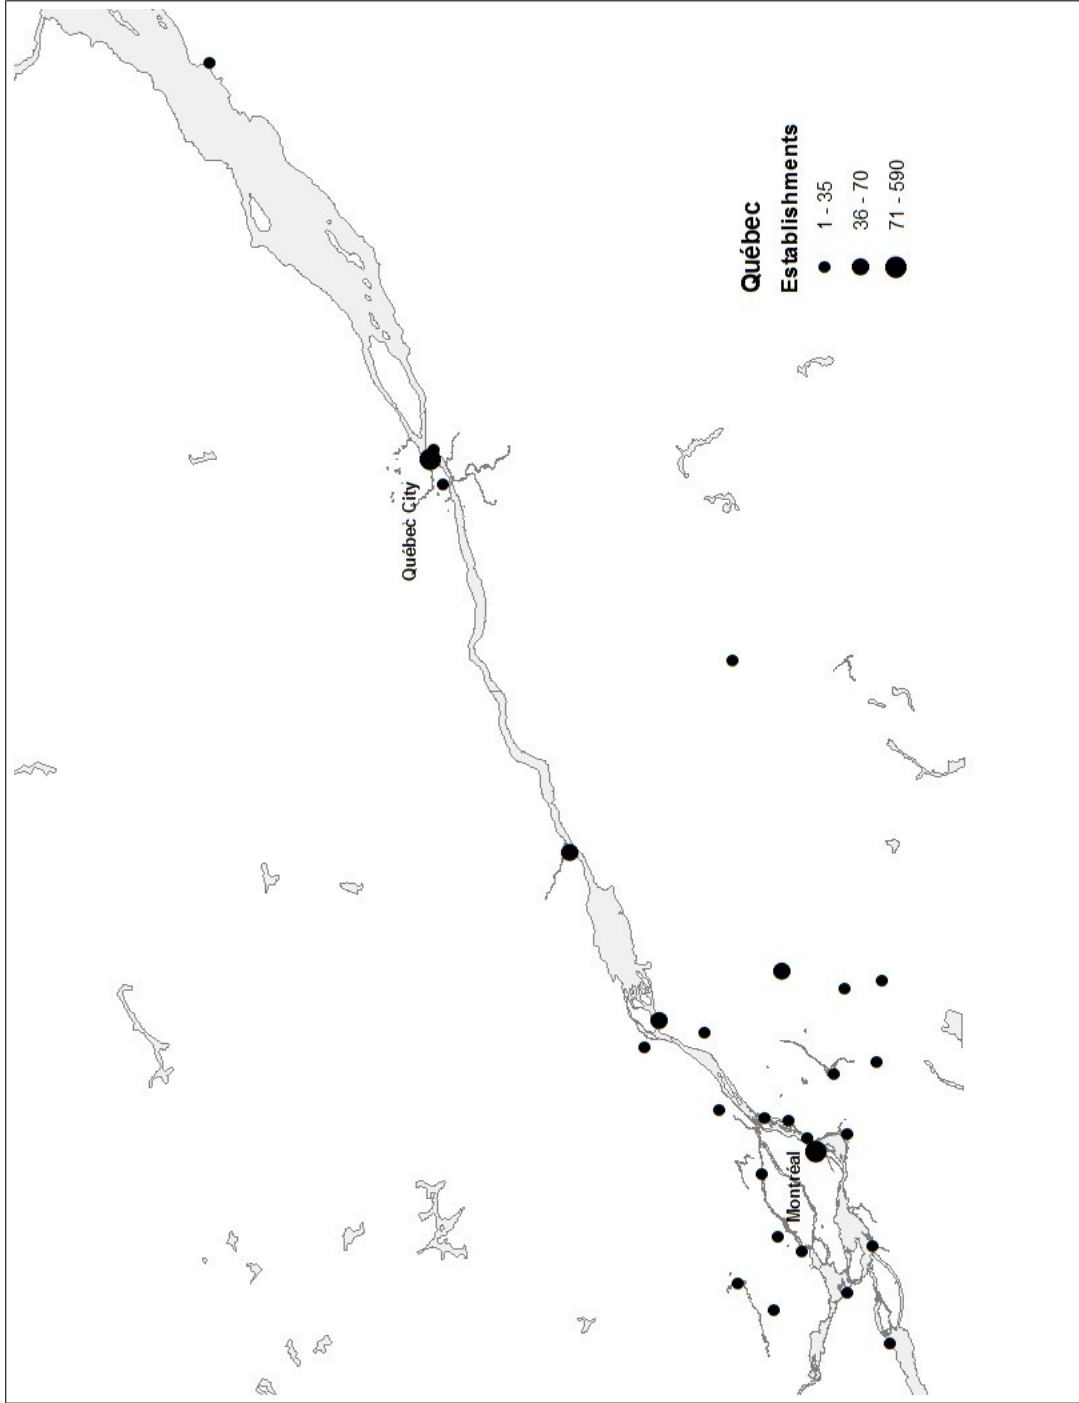 Québec City
Montréal
Québec
Establishments
1 - 35
36 - 70
71 - 590